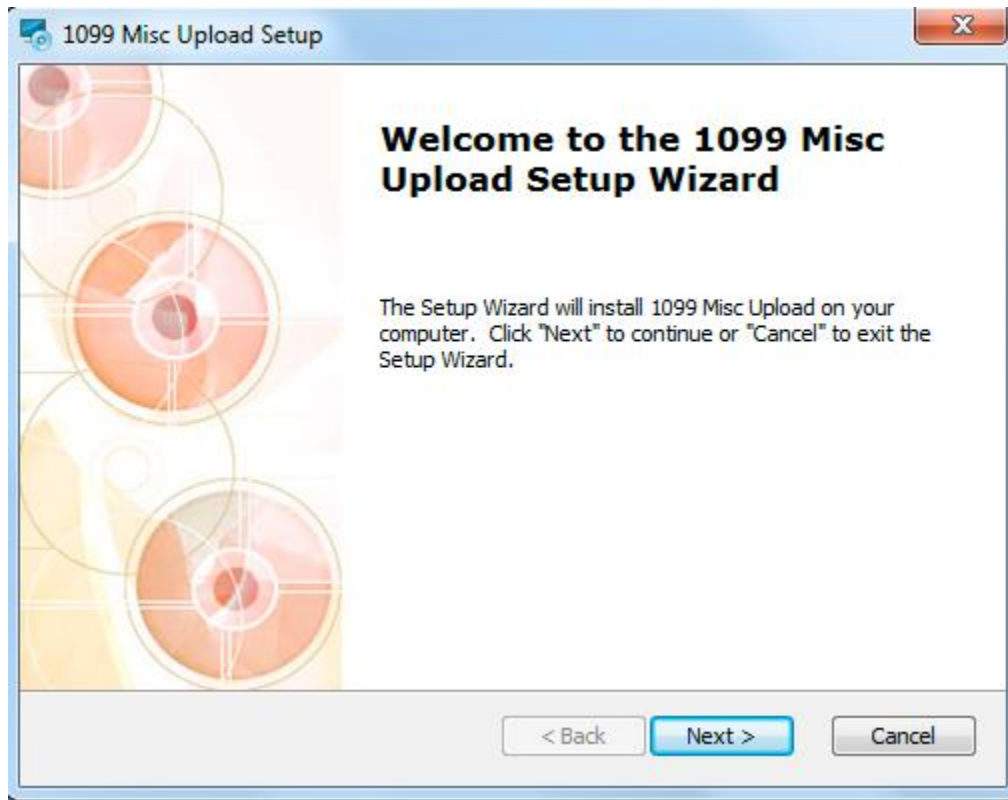 1099 Misc Upload Setup
Welcome to the 1099 Misc
Upload Setup Wizard
The Setup Wizard will install 1099 Misc Upload on your
computer.  Click "Next" to continue or "Cancel" to exit the
Setup Wizard.
< Back
Next >
Cancel